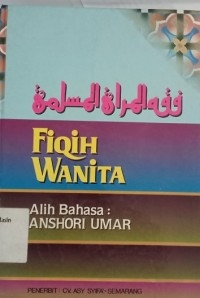 فقه المرأة المسلمة
FIQIH
WANITA
Alih Bahasa :
ANSHORI UMAR
PENERBIT : CV. ASY SYIFA' - SEMARANG